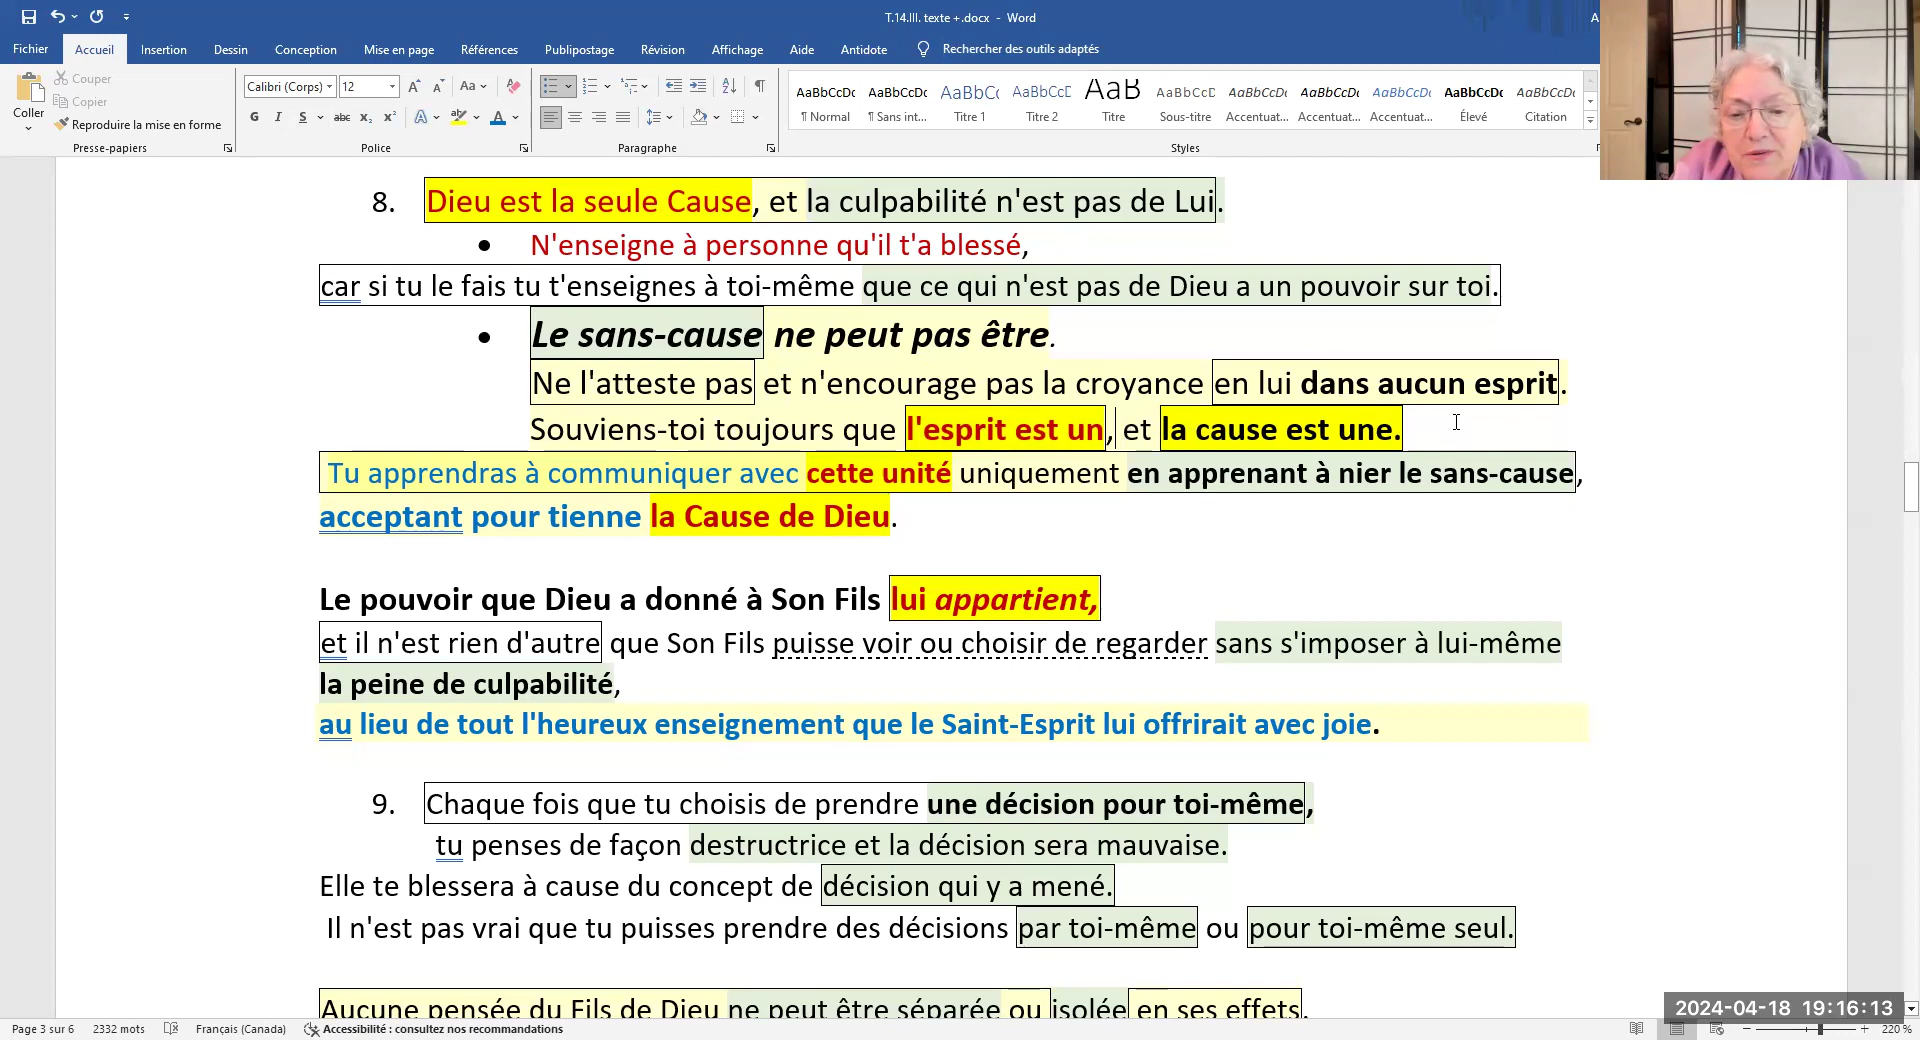 T.14.III. texte +.docx - Word
A
Fichier Accueil Insertion Dessin Conception Mise en page Références Publipostage Révision Affichage Aide Antidote Rechercher des outils adaptés
Coller
Couper
Copier
Reproduire la mise en forme
Presse-papiers
Calibri (Corps) 12
G I S abc x₂ x²
Police
Paragraphe
AaBbCcDc AaBbCcDc AaBbCc AaBbCcD AaB AaBbCcD AaBbCcDc AaBbCcDc AaBbCcDc AaBbCcDc AaBbCcDc
¶ Normal ¶ Sans int... Titre 1 Titre 2 Titre Sous-titre Accentuat... Accentuat... Accentuat... Élevé Citation
Styles
8. Dieu est la seule Cause, et la culpabilité n'est pas de Lui.
• N'enseigne à personne qu'il t'a blessé,
car si tu le fais tu t'enseignes à toi-même que ce qui n'est pas de Dieu a un pouvoir sur toi.
• Le sans-cause ne peut pas être.
Ne l'atteste pas et n'encourage pas la croyance en lui dans aucun esprit.
Souviens-toi toujours que l'esprit est un, et la cause est une.
Tu apprendras à communiquer avec cette unité uniquement en apprenant à nier le sans-cause,
acceptant pour tienne la Cause de Dieu.
Le pouvoir que Dieu a donné à Son Fils lui appartient,
et il n'est rien d'autre que Son Fils puisse voir ou choisir de regarder sans s'imposer à lui-même
la peine de culpabilité,
au lieu de tout l'heureux enseignement que le Saint-Esprit lui offrirait avec joie.
9. Chaque fois que tu choisis de prendre une décision pour toi-même,
tu penses de façon destructrice et la décision sera mauvaise.
Elle te blessera à cause du concept de décision qui y a mené.
Il n'est pas vrai que tu puisses prendre des décisions par toi-même ou pour toi-même seul.
Aucune pensée du Fils de Dieu ne peut être séparée ou isolée en ses effets.
2024-04-18 19:16:13
Page 3 sur 6 2332 mots Français (Canada) Accessibilité : consultez nos recommandations 220 %